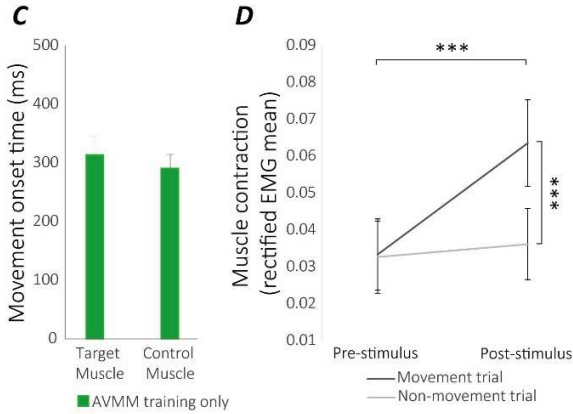 C
Movement onset time (ms)
500
400
300
200
100
0
Target
Muscle
Control
Muscle
AVMM training only
D
Muscle contraction
(rectified EMG mean)
0.09
0.08
0.07
0.06
0.05
0.04
0.03
0.02
0.01
***
***
Pre-stimulus
Post-stimulus
Movement trial
Non-movement trial